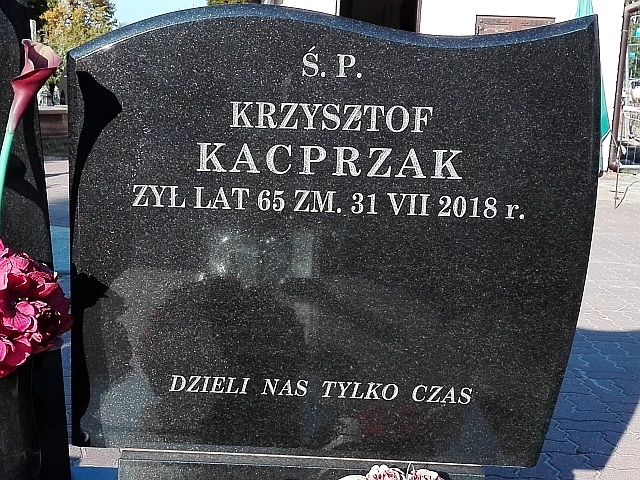 Ś. P.
KRZYSZTOF
KACPRZAK
ŻYŁ LAT 65 ZM. 31 VII 2018 r.
DZIELI NAS TYLKO CZAS